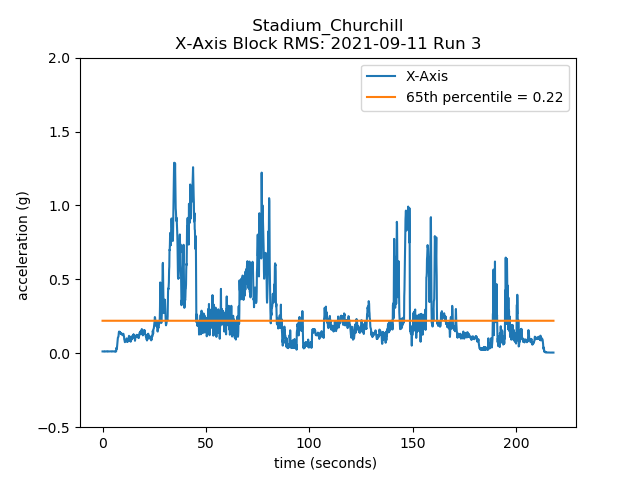 Stadium_Churchill
X-Axis Block RMS: 2021-09-11 Run 3
X-Axis
65th percentile = 0.22
acceleration (g)
2.0
1.5
1.0
0.5
0.0
−0.5
0
50
100
150
200
time (seconds)